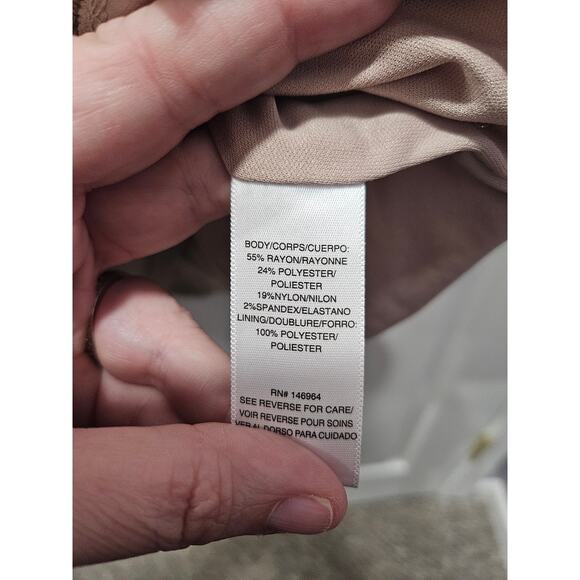 BODY/CORPS/CUERPO:
55% RAYON/RAYONNE
24% POLYESTER/
POLIESTER
19%NYLON/NILON
2%SPANDEX/ELASTANO
LINING/DOUBLURE/FORRO:
100% POLYESTER/
POLIESTER
RN# 146964
SEE REVERSE FOR CARE/
VOIR REVERSE POUR SOINS
VER AL DORSO PARA CUIDADO